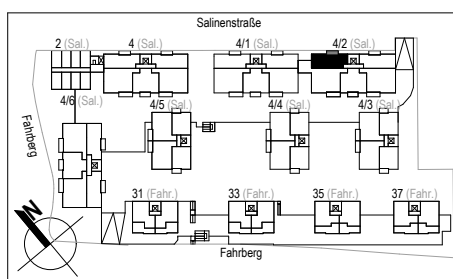 Salinenstraße
2 (Sal.) 4 (Sal.) 4/1 (Sal.) 4/2 (Sal.)
4/6 (Sal.) 4/5 (Sal.) 4/4 (Sal.) 4/3 (Sal.)
Fahrberg
31 (Fahr.) 33 (Fahr.) 35 (Fahr.) 37 (Fahr.)
N
Fahrberg